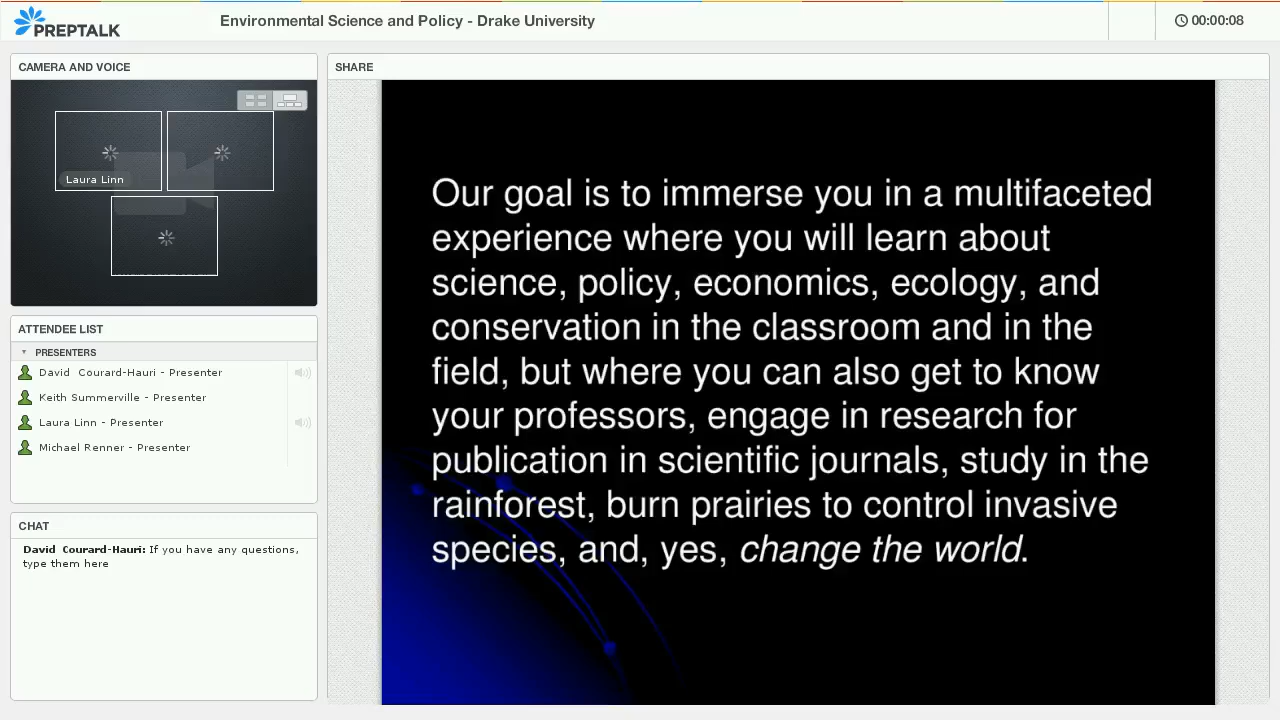 PREPTALK
Environmental Science and Policy - Drake University
00:00:08
CAMERA AND VOICE
Laura Linn
ATTENDEE LIST
PRESENTERS
David Courard-Hauri - Presenter
Keith Summerville - Presenter
Laura Linn - Presenter
Michael Renner - Presenter
CHAT
David Courard-Hauri: If you have any questions,
type them here
SHARE
Our goal is to immerse you in a multifaceted
experience where you will learn about
science, policy, economics, ecology, and
conservation in the classroom and in the
field, but where you can also get to know
your professors, engage in research for
publication in scientific journals, study in the
rainforest, burn prairies to control invasive
species, and, yes, change the world.